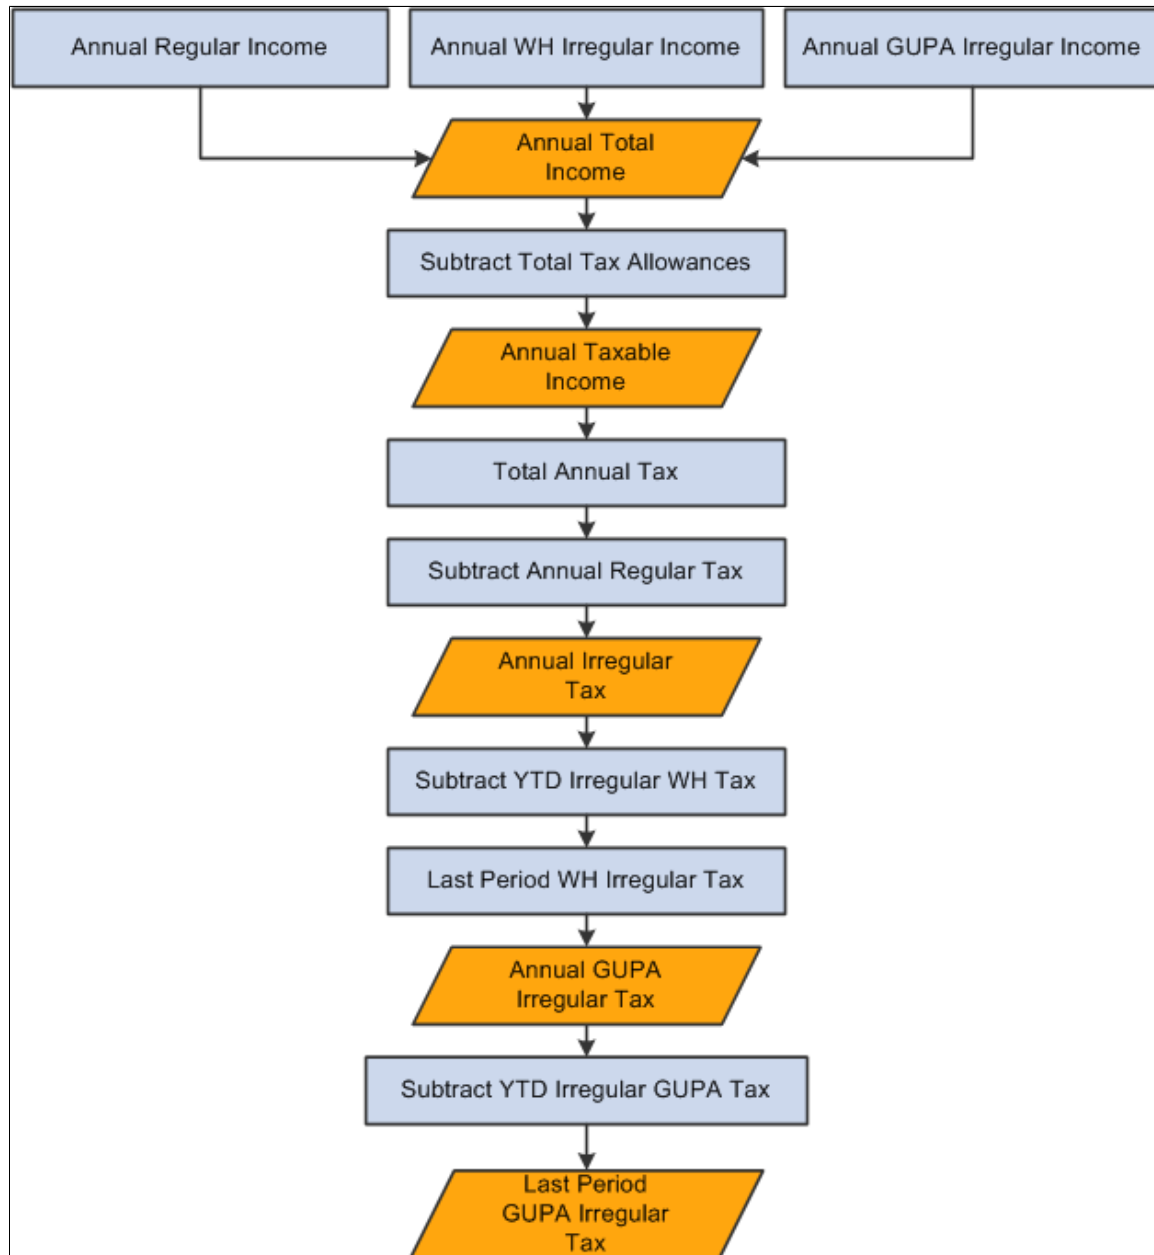 Annual Regular Income
Annual WH Irregular Income
Annual GUPA Irregular Income
Annual Total
Income
Subtract Total Tax Allowances
Annual Taxable
Income
Total Annual Tax
Subtract Annual Regular Tax
Annual Irregular
Tax
Subtract YTD Irregular WH Tax
Last Period WH Irregular Tax
Annual GUPA
Irregular Tax
Subtract YTD Irregular GUPA Tax
Last Period
GUPA Irregular
Tax